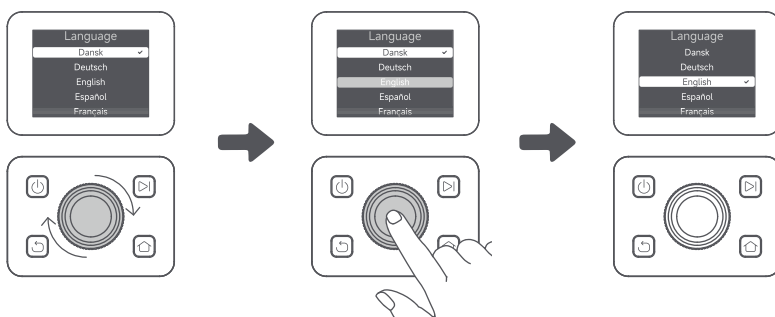 Language
Dansk
Deutsch
English
Español
Français
Language
Dansk
Deutsch
English
Español
Français
Language
Dansk
Deutsch
English
Español
Français